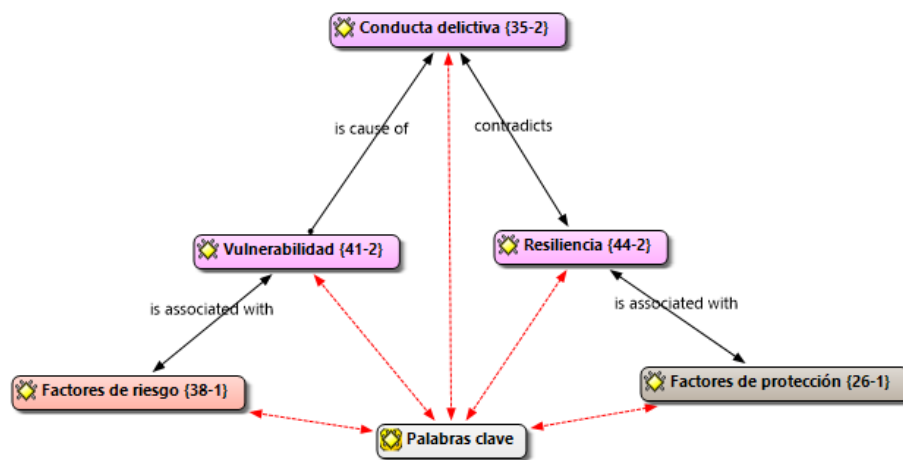 Conducta delictiva {35-2}
is cause of
contradicts
Vulnerabilidad {41-2}
Resiliencia {44-2}
is associated with
is associated with
Factores de riesgo {38-1}
Factores de protección {26-1}
Palabras clave